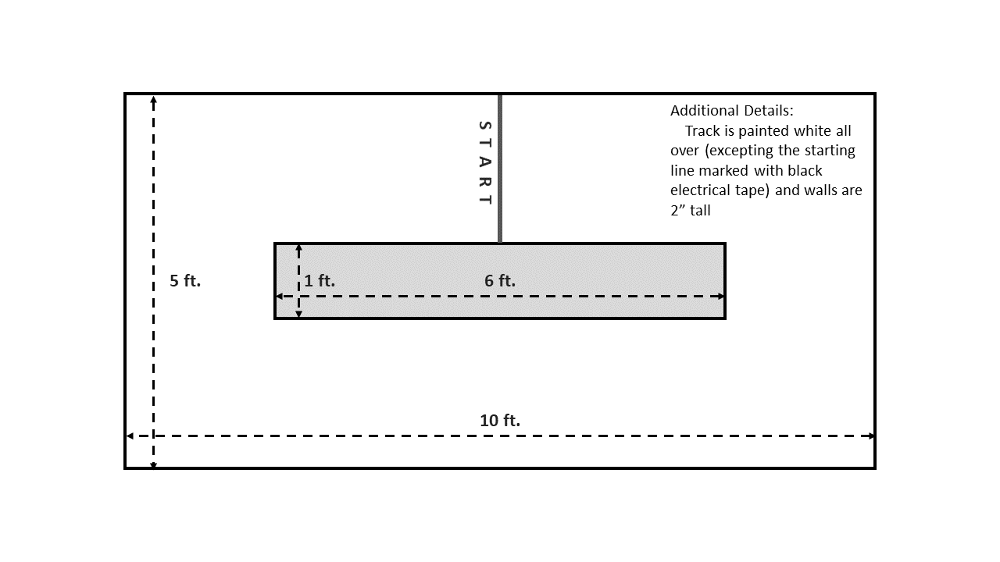 START
Additional Details:
Track is painted white all
over (excepting the starting
line marked with black
electrical tape) and walls are
2” tall
5 ft.
1 ft.
6 ft.
10 ft.